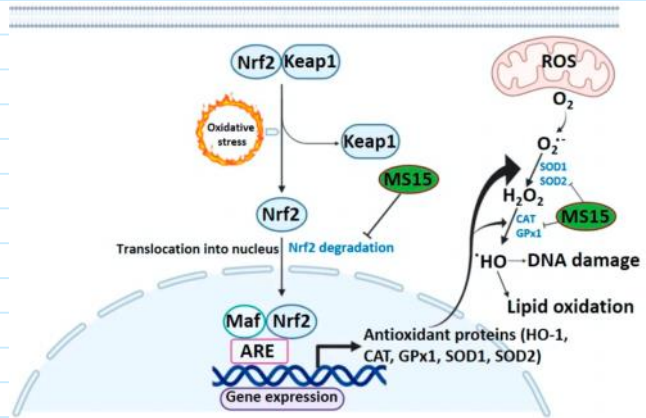 Nrf2 Keap1
Oxidative
stress
Keap1
MS15
Nrf2
Translocation into nucleus
Nrf2 degradation
Maf Nrf2
ARE
Gene expression
Antioxidant proteins (HO-1,
CAT, GPx1, SOD1, SOD2)
ROS
O2
O2·-
SOD1
SOD2
H2O2
MS15
CAT
GPx1
·HO
DNA damage
Lipid oxidation